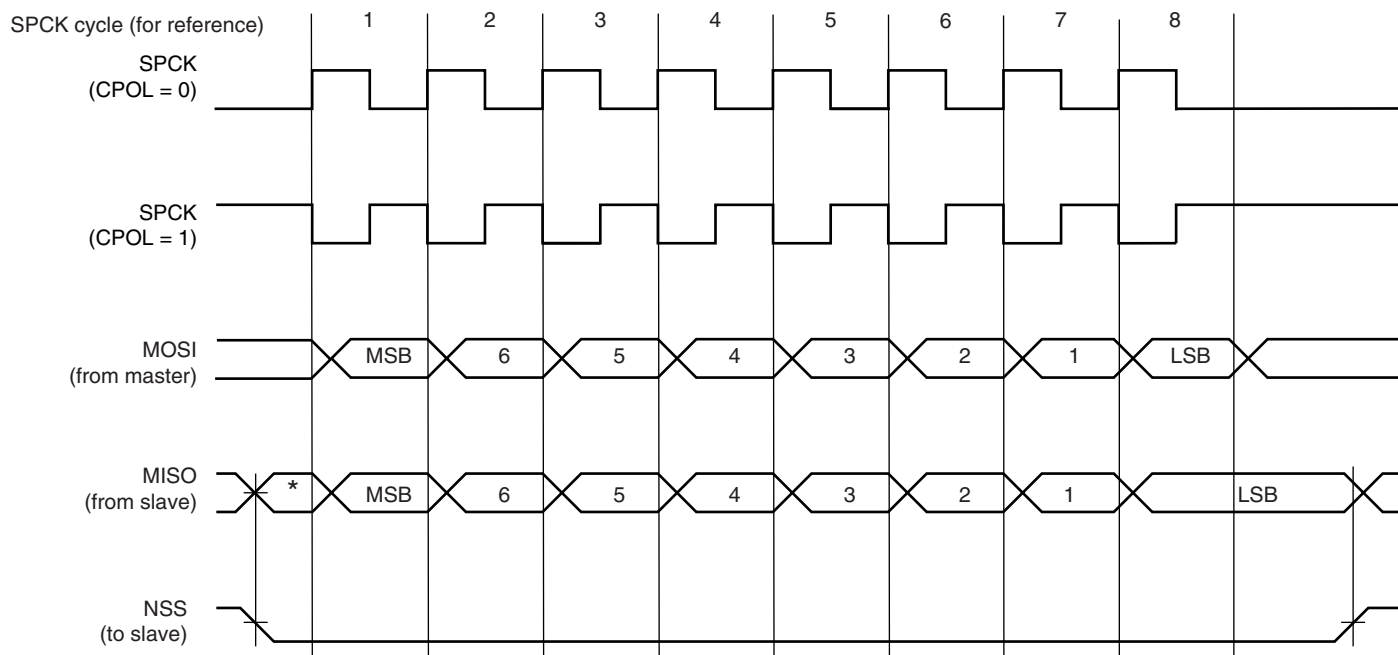 SPCK cycle (for reference)
1 2 3 4 5 6 7 8
SPCK
(CPOL = 0)
SPCK
(CPOL = 1)
MOSI
(from master)
MSB 6 5 4 3 2 1 LSB
MISO
(from slave)
* MSB 6 5 4 3 2 1 LSB
NSS
(to slave)